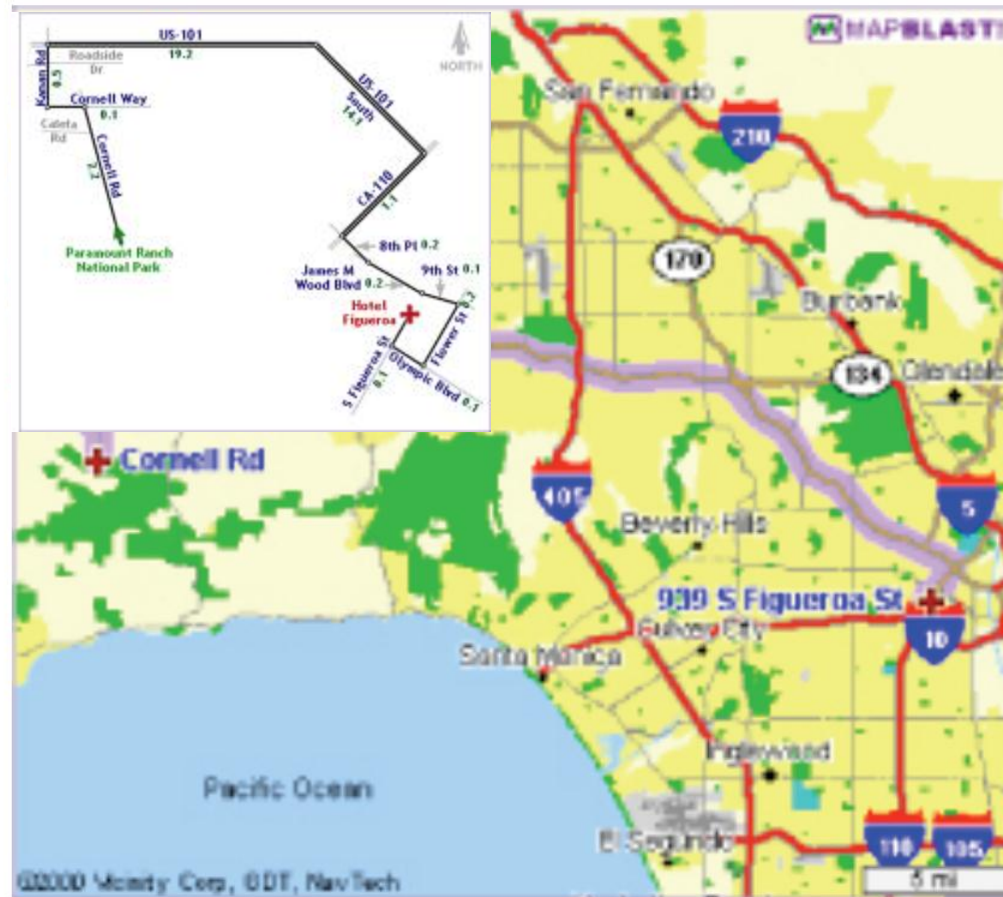 US-101
19.2
Roadside
Dr
Kanan Rd
0.5
Cornell Way
0.1
Caleta
Rd
Cornell Rd
2.2
Paramount Ranch
National Park
NORTH
US-101
South
14.1
CA-110
1.1
8th Pl 0.2
James M
Wood Blvd 0.2
9th St 0.1
Hotel
Figueroa
Flower St 0.2
S Figueroa St
0.1
Olympic Blvd 0.1
MAPBLAST!
San Fernando
210
170
Burbank
134
Glendale
Cornell Rd
405
5
Beverly Hills
939 S Figueroa St
Culver City
10
Santa Monica
Inglewood
Pacific Ocean
El Segundo
110
105
©2000 Vicinity Corp, GDT, NavTech
5 mi